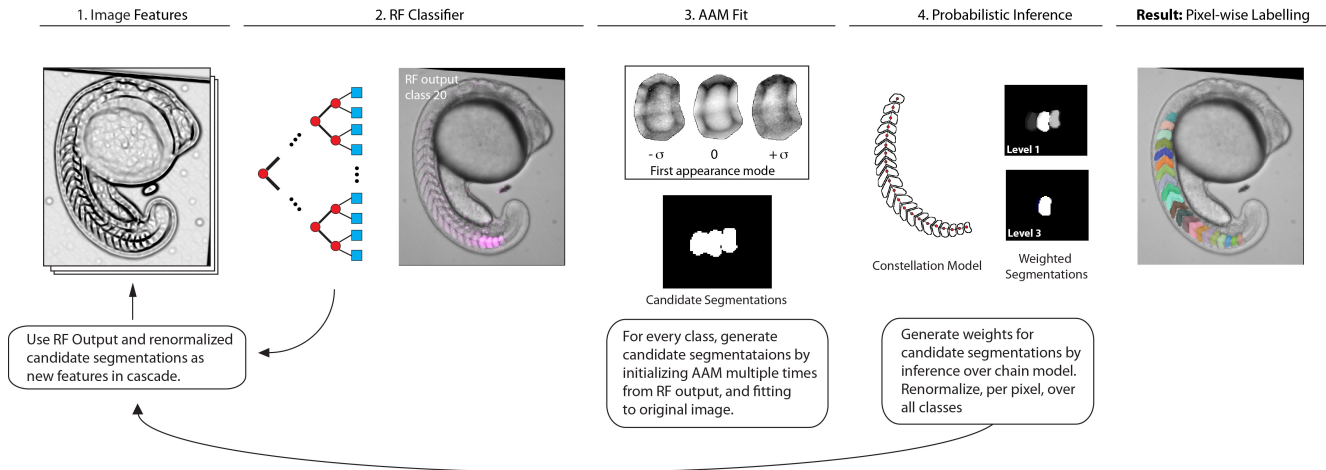 1. Image Features
2. RF Classifier
3. AAM Fit
4. Probabilistic Inference
Result: Pixel-wise Labelling
RF output
class 20
-σ 0 +σ
First appearance mode
Candidate Segmentations
Constellation Model
Level 1
Level 3
Weighted
Segmentations
Use RF Output and renormalized
candidate segmentations as
new features in cascade.
For every class, generate
candidate segmentataions by
initializing AAM multiple times
from RF output, and fitting
to original image.
Generate weights for
candidate segmentations by
inference over chain model.
Renormalize, per pixel, over
all classes